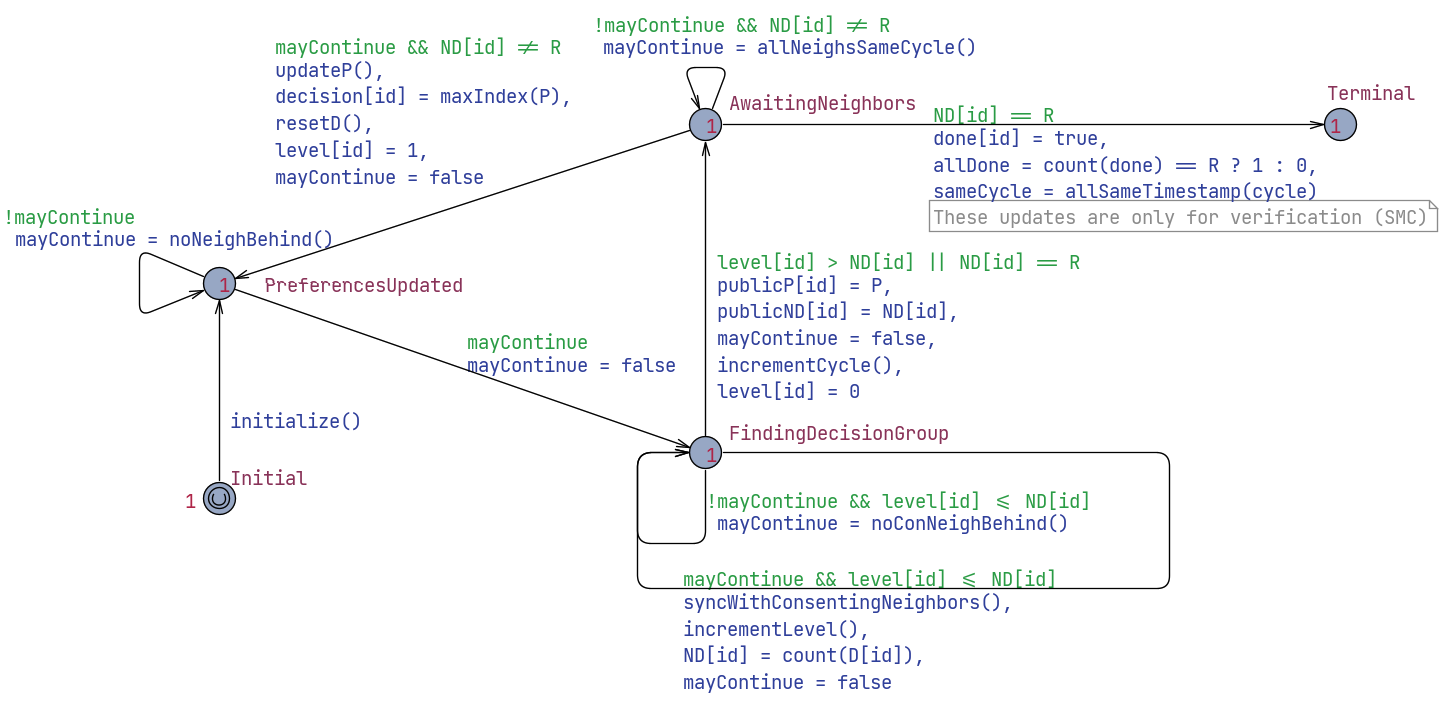 !mayContinue && ND[id] ≠ R
mayContinue = allNeighsSameCycle()
mayContinue && ND[id] ≠ R
updateP(),
decision[id] = maxIndex(P),
resetD(),
level[id] = 1,
mayContinue = false
AwaitingNeighbors
1
Terminal
1
ND[id] == R
done[id] = true,
allDone = count(done) == R ? 1 : 0,
sameCycle = allSameTimestamp(cycle)
These updates are only for verification (SMC)
!mayContinue
mayContinue = noNeighBehind()
1
PreferencesUpdated
level[id] > ND[id] || ND[id] == R
publicP[id] = P,
publicND[id] = ND[id],
mayContinue = false,
incrementCycle(),
level[id] = 0
mayContinue
mayContinue = false
initialize()
FindingDecisionGroup
1
Initial
1
!mayContinue && level[id] ≤ ND[id]
mayContinue = noConNeighBehind()
mayContinue && level[id] ≤ ND[id]
syncWithConsentingNeighbors(),
incrementLevel(),
ND[id] = count(D[id]),
mayContinue = false